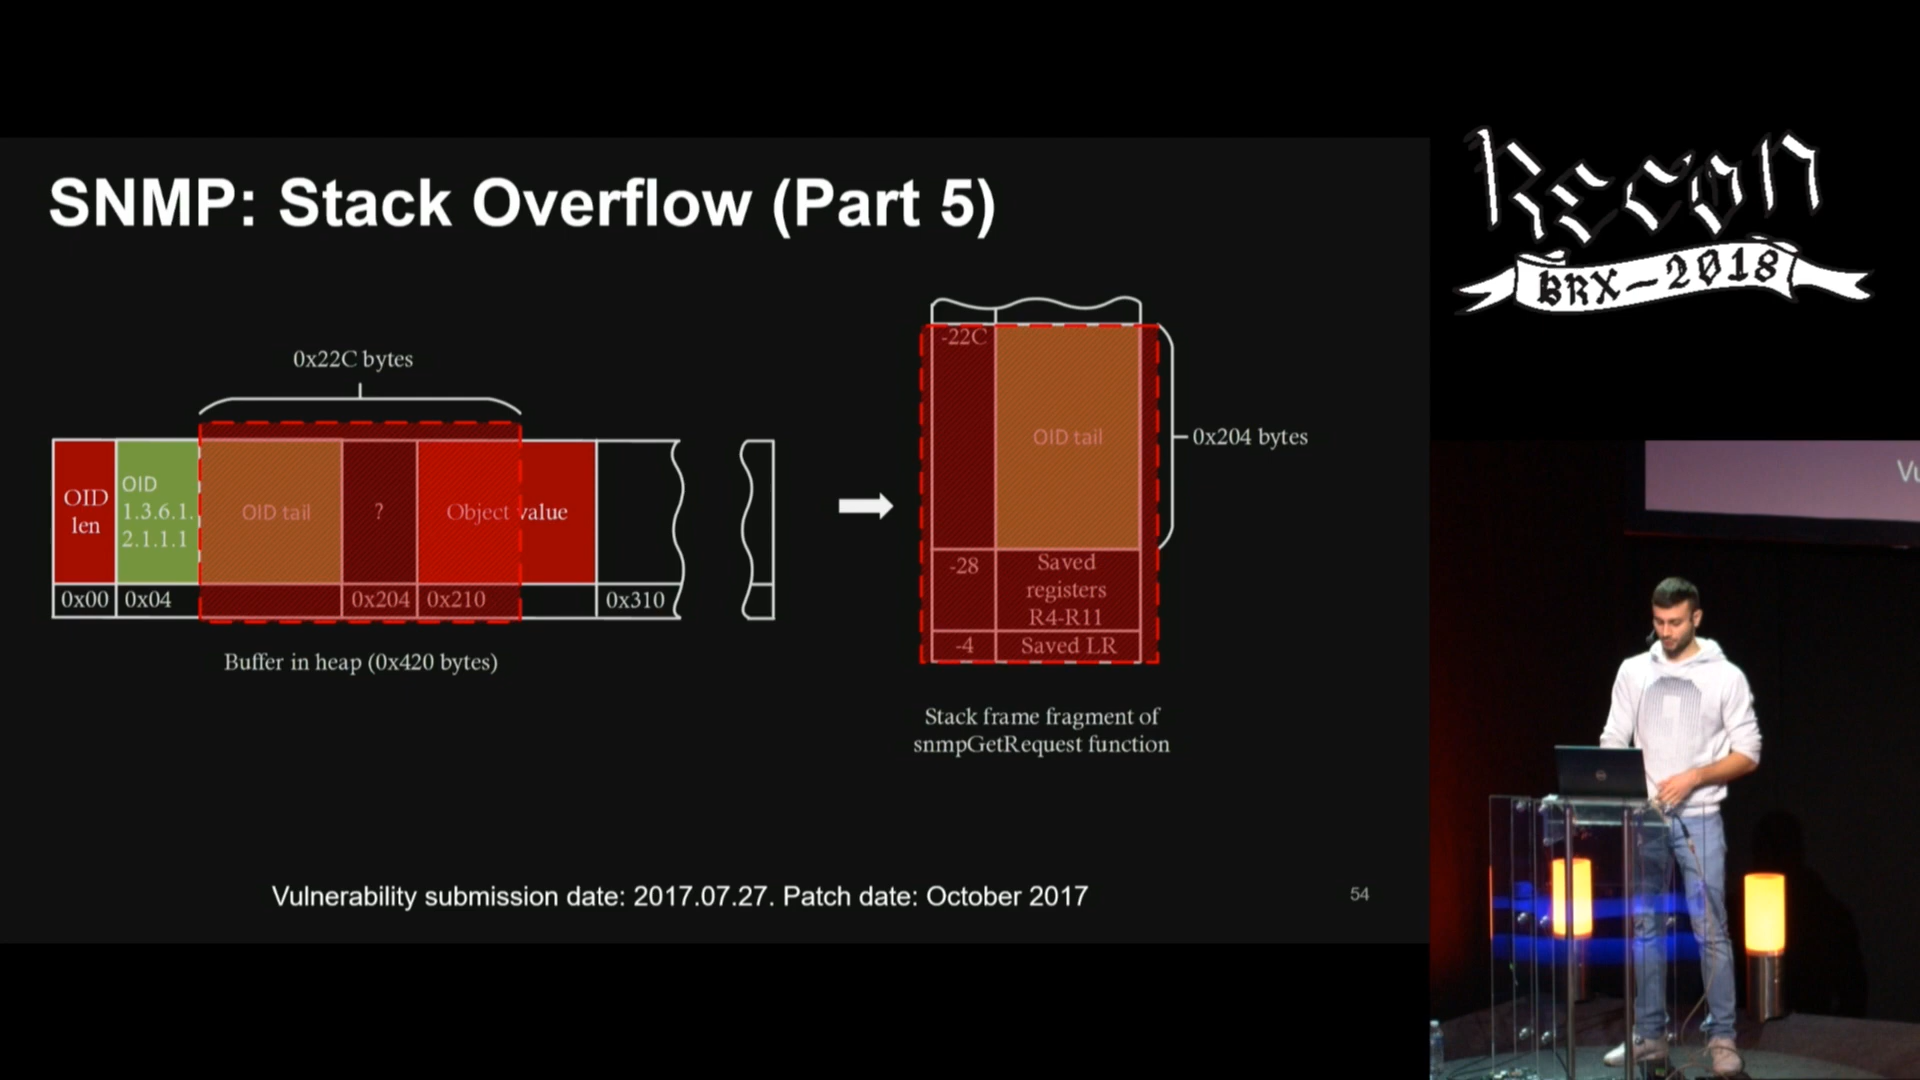 SNMP: Stack Overflow (Part 5)
0x22C bytes
OID
len
OID
1.3.6.1.
2.1.1.1
OID tail
?
Object value
0x00
0x04
0x204
0x210
0x310
Buffer in heap (0x420 bytes)
-22C
OID tail
0x204 bytes
-28
Saved
registers
R4-R11
-4
Saved LR
Stack frame fragment of
snmpGetRequest function
Vulnerability submission date: 2017.07.27. Patch date: October 2017
54
Recon
BRX-2018
Vu